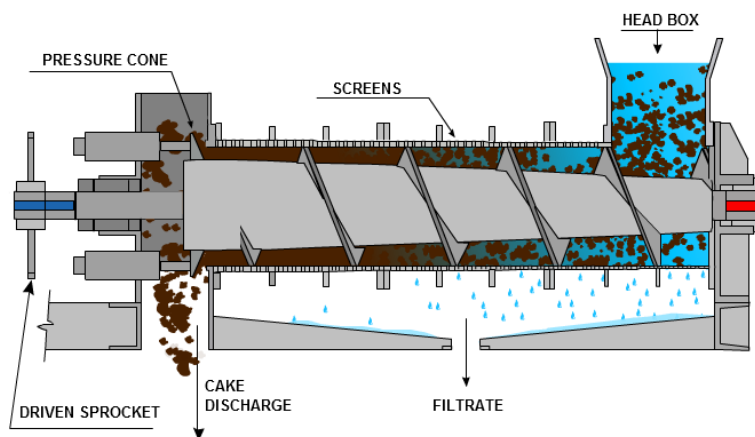 HEAD BOX
PRESSURE CONE
SCREENS
CAKE
DISCHARGE
FILTRATE
DRIVEN SPROCKET